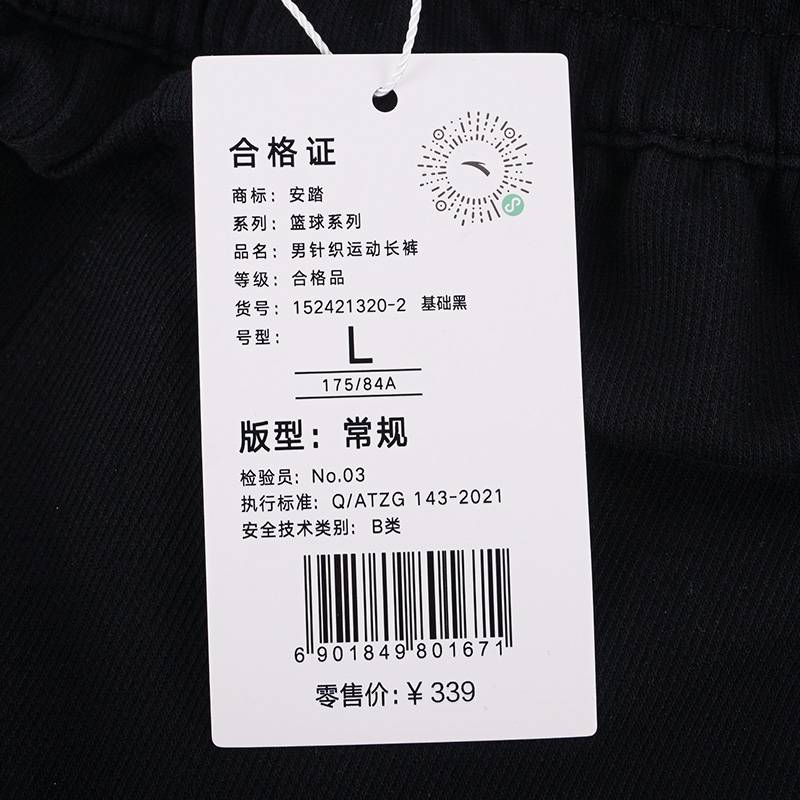 合格证
商标: 安踏
系列: 篮球系列
品名: 男针织运动长裤
等级: 合格品
货号: 152421320-2 基础黑
号型: L
175/84A
版型: 常规
检验员: No.03
执行标准: Q/ATZG 143-2021
安全技术类别: B类
6901849801671
零售价:￥339